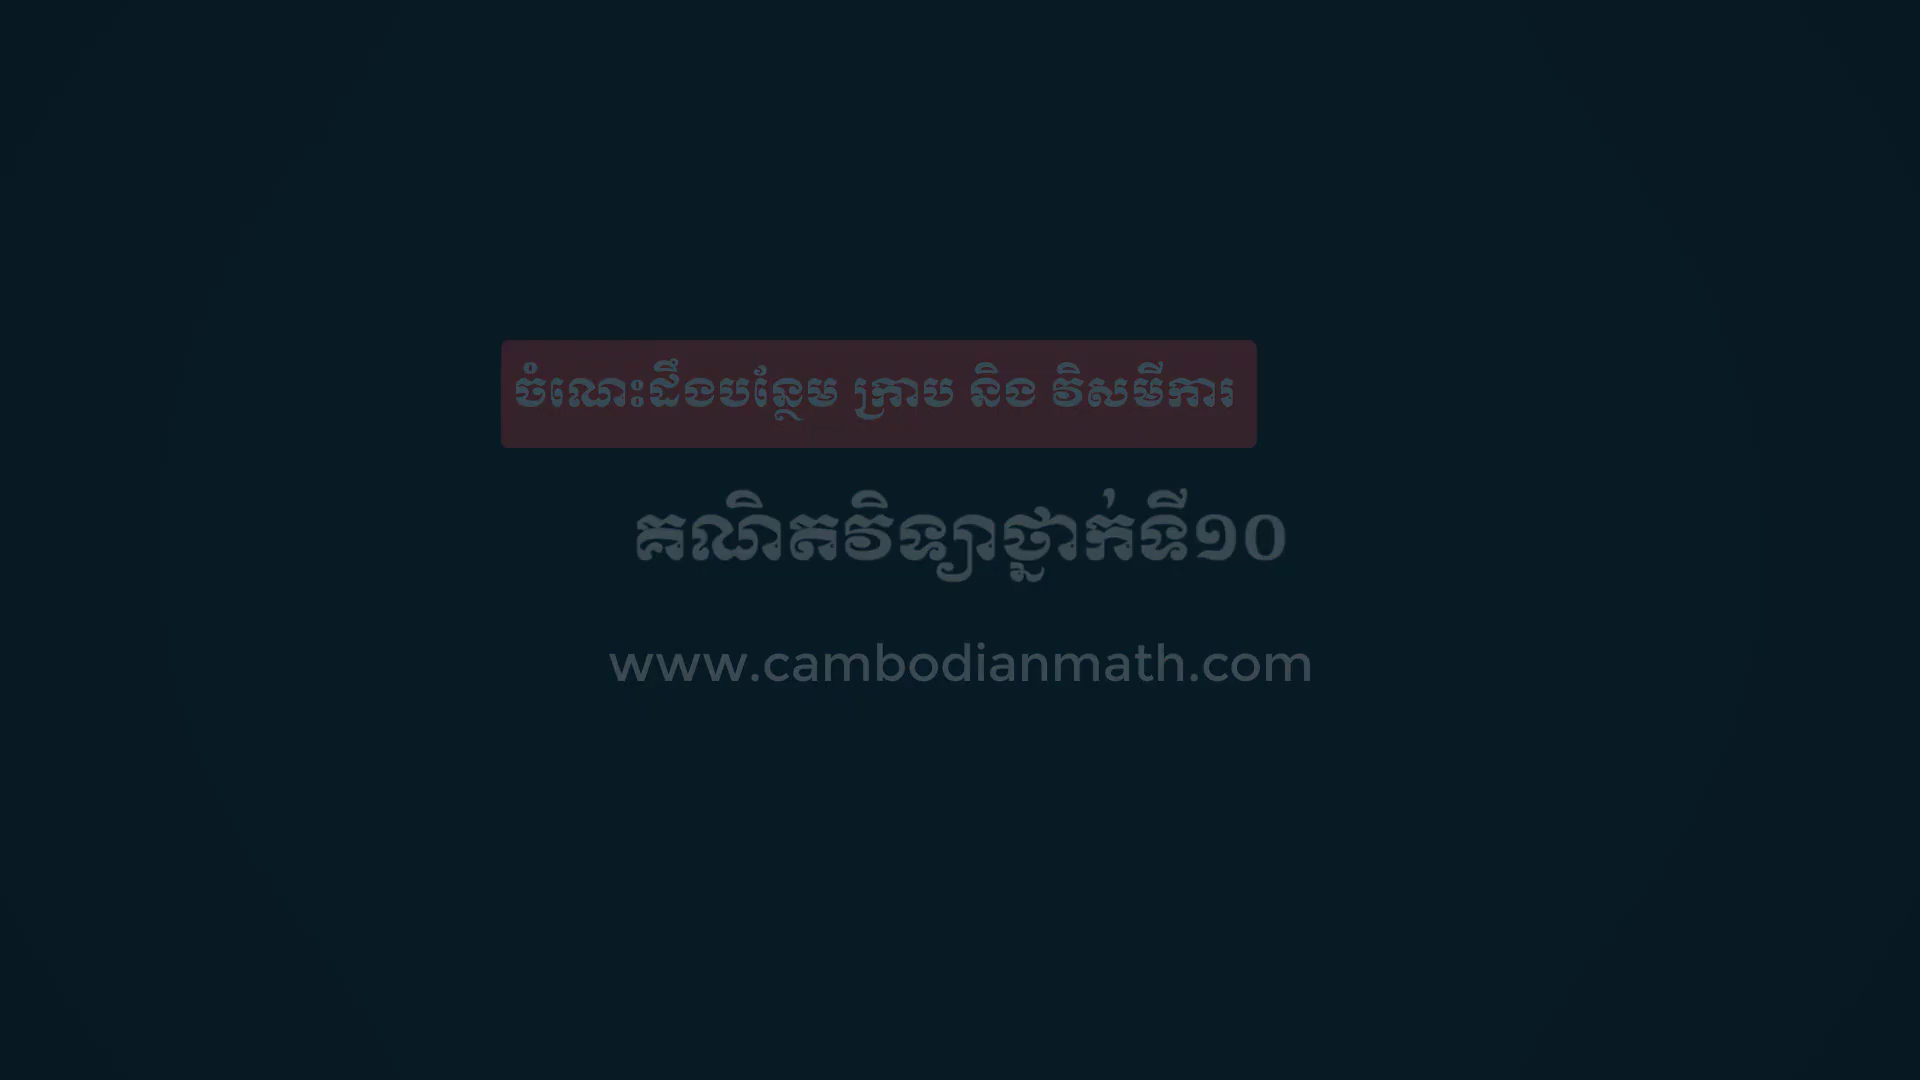 ចំណេះដឹងបន្ថែម ក្រាប និង វិសមីការ
គណិតវិទ្យាថ្នាក់ទី១០
www.cambodianmath.com